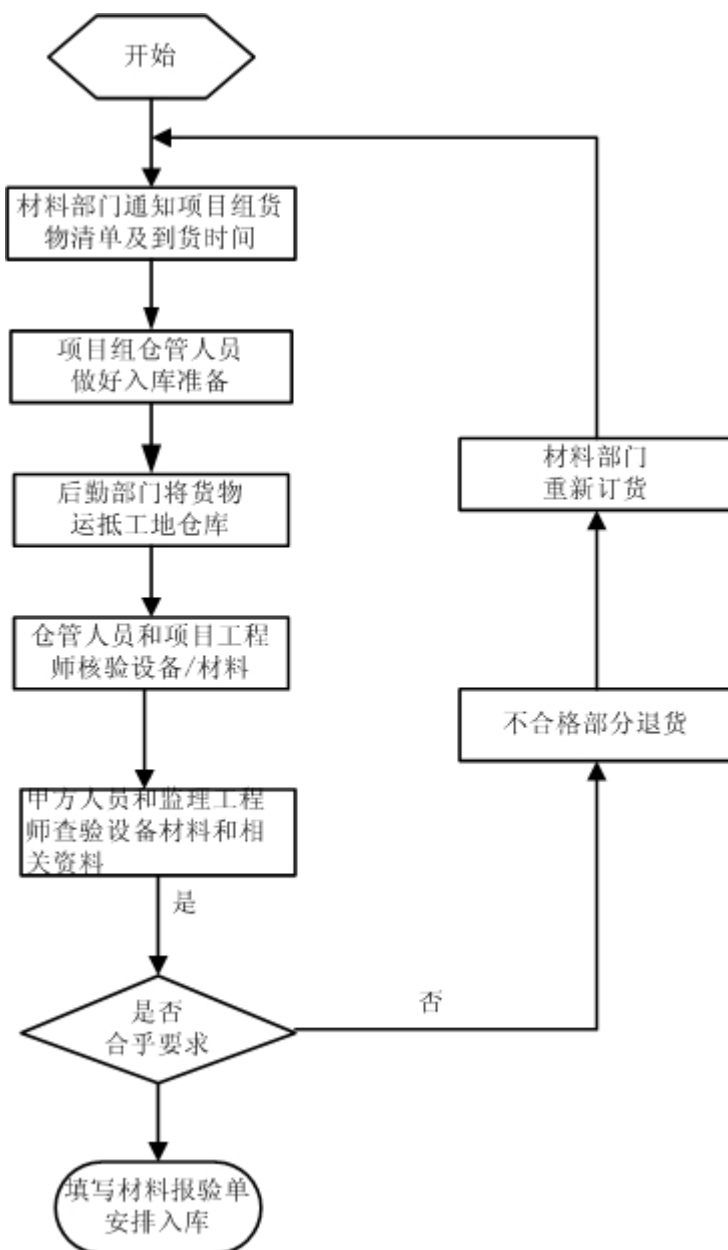 开始
材料部门通知项目组货
物清单及到货时间
项目组仓管人员
做好入库准备
后勤部门将货物
运抵工地仓库
仓管人员和项目工程
师核验设备/材料
甲方人员和监理工程
师查验设备材料和相
关资料
是
是否
合乎要求
否
填写材料报验单
安排入库
不合格部分退货
材料部门
重新订货